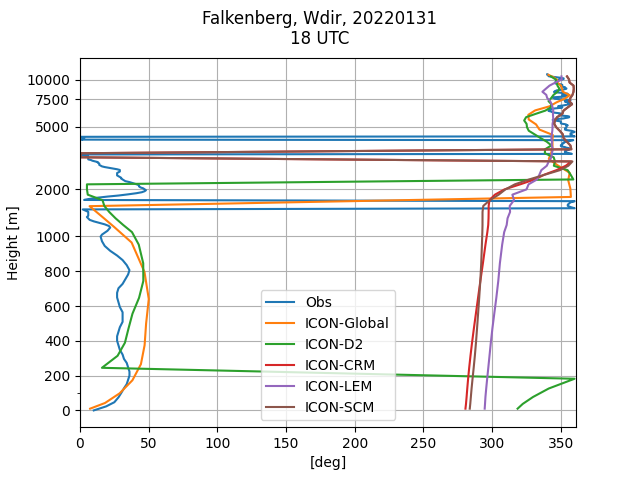 Falkenberg, Wdir, 20220131
18 UTC
10000
7500
5000
2000
1000
800
600
400
200
0
Height [m]
Obs
ICON-Global
ICON-D2
ICON-CRM
ICON-LEM
ICON-SCM
0 50 100 150 200 250 300 350
[deg]